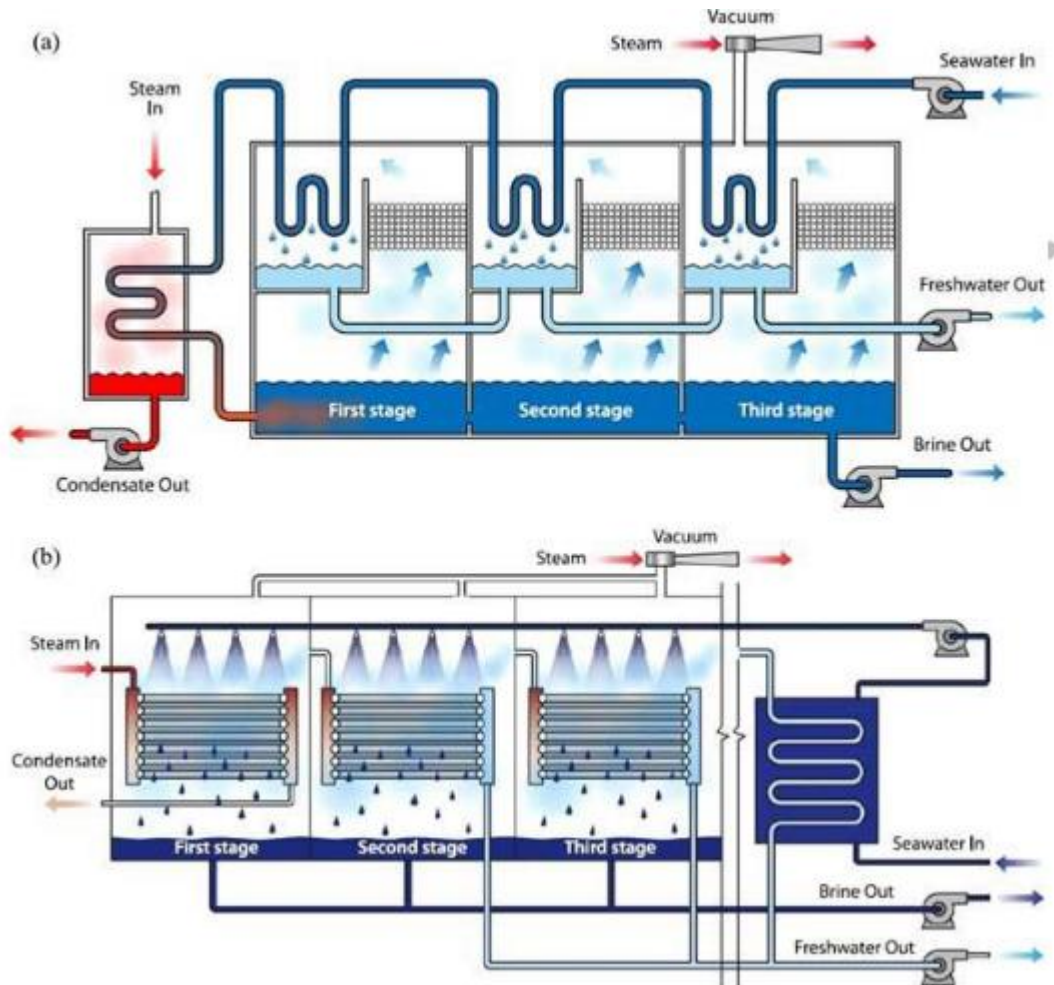 (a)
Vacuum
Steam
Seawater In
Steam
In
Freshwater Out
First stage
Second stage
Third stage
Brine Out
Condensate Out
(b)
Vacuum
Steam
Steam In
Condensate
Out
First stage
Second stage
Third stage
Seawater In
Brine Out
Freshwater Out